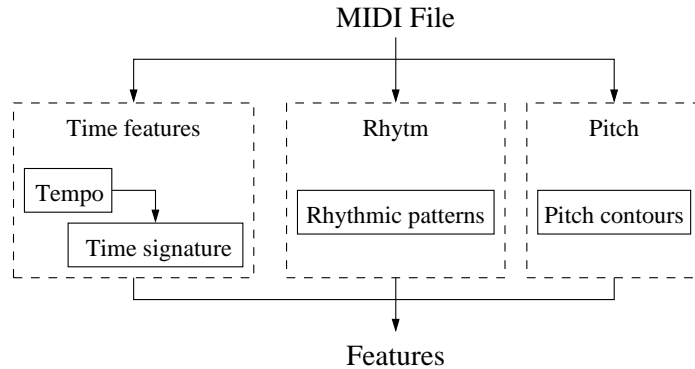 MIDI File
Time features
Rhytm
Pitch
Tempo
Rhythmic patterns
Pitch contours
Time signature
Features